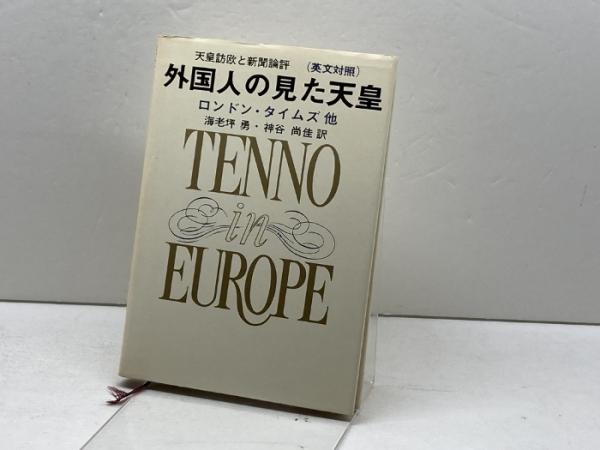 天皇訪欧と新聞論評 (英文対照)
外国人の見た天皇
ロンドン・タイムズ他
海老坪 勇・神谷 尚佳 訳
TENNO
in
EUROPE